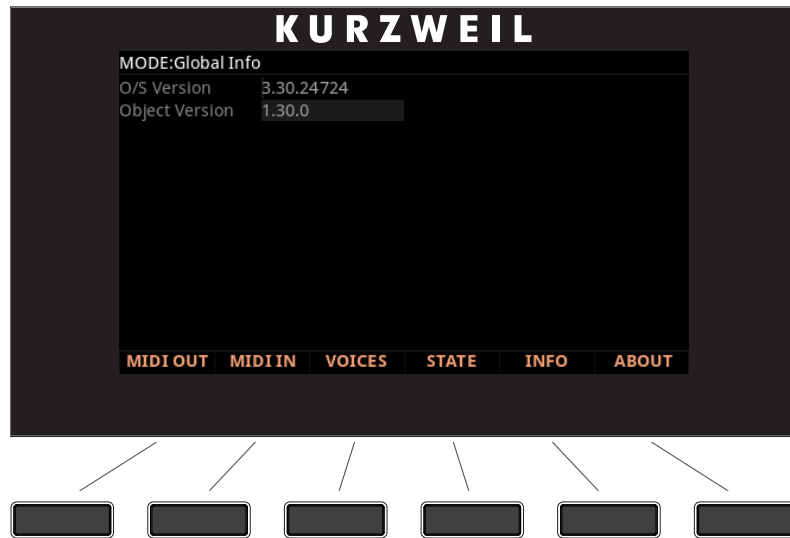 KURZWEIL
MODE:Global Info
O/S Version 3.30.24724
Object Version 1.30.0
MIDI OUT MIDI IN VOICES STATE INFO ABOUT